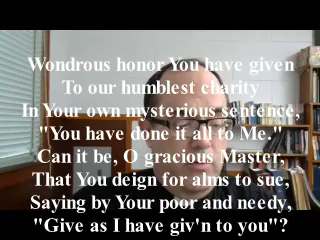 Wondrous honor You have given
To our humblest charity
In Your own mysterious sentence,
"You have done it all to Me."
Can it be, O gracious Master,
That You deign for alms to sue,
Saying by Your poor and needy,
"Give as I have giv'n to you"?